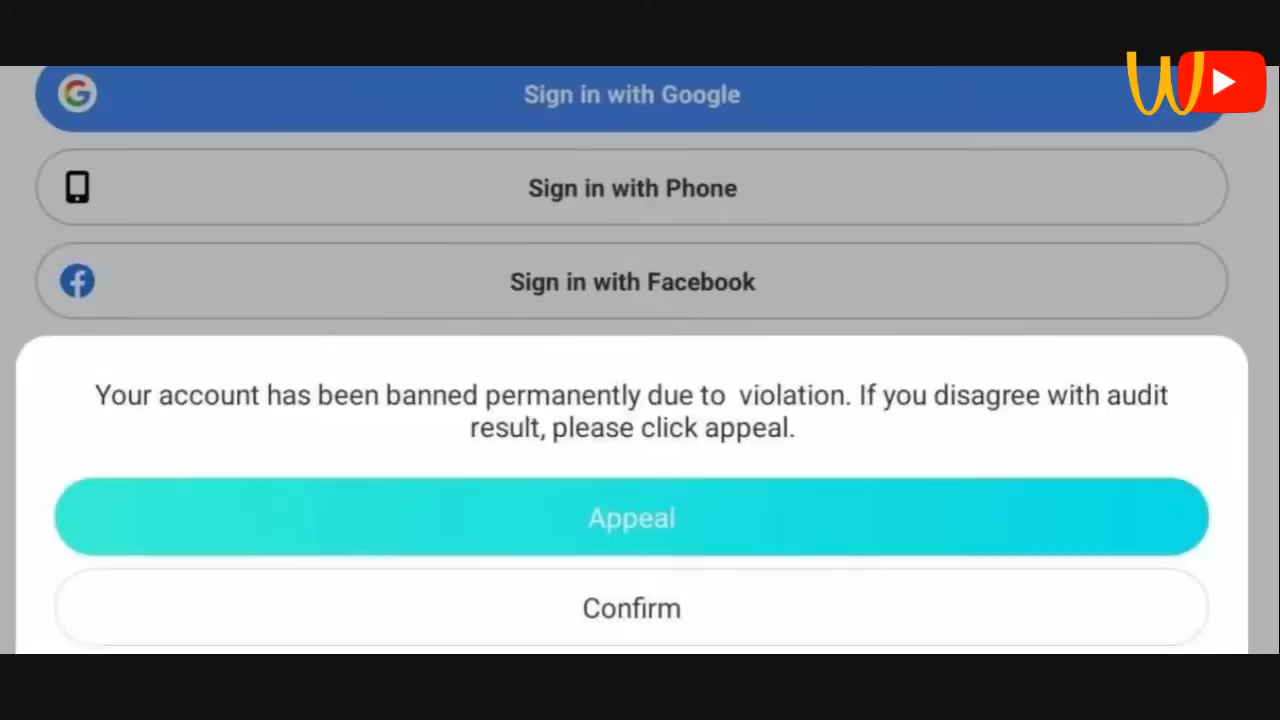 Sign in with Google
Sign in with Phone
Sign in with Facebook
Your account has been banned permanently due to  violation. If you disagree with audit
result, please click appeal.
Appeal
Confirm